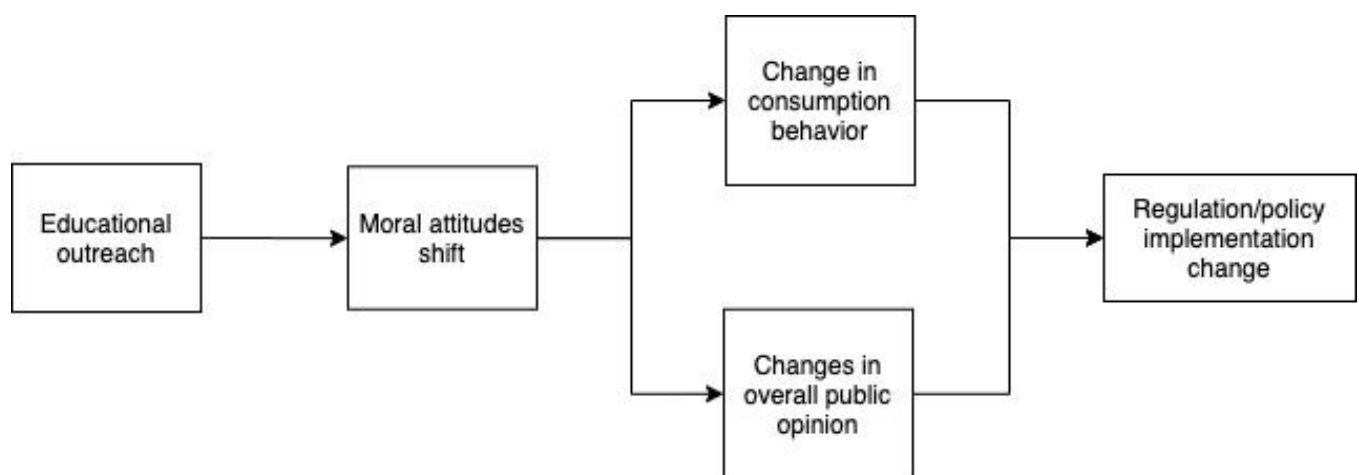 Educational
outreach
Moral attitudes
shift
Change in
consumption
behavior
Changes in
overall public
opinion
Regulation/policy
implementation
change